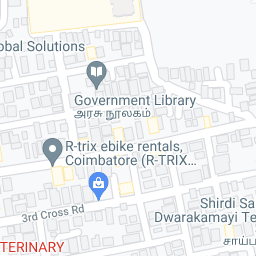 obal Solutions
Government Library
அரசு நூலகம்
R-trix ebike rentals,
Coimbatore (R-TRIX...
3rd Cross Rd
Shirdi Sa
Dwarakamayi Te
சாய்ப
TERINARY